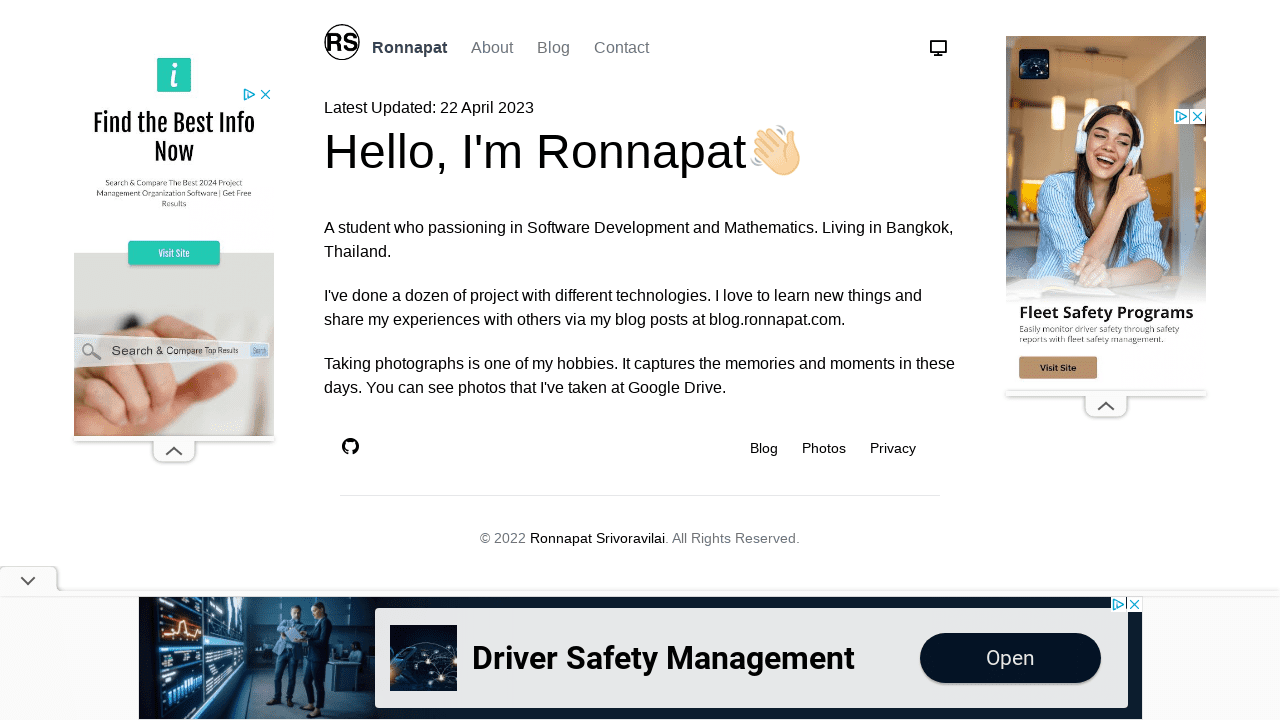 RS
Ronnapat About Blog Contact
Latest Updated: 22 April 2023
Hello, I'm Ronnapat
A student who passioning in Software Development and Mathematics. Living in Bangkok,
Thailand.
I've done a dozen of project with different technologies. I love to learn new things and
share my experiences with others via my blog posts at blog.ronnapat.com.
Taking photographs is one of my hobbies. It captures the memories and moments in these
days. You can see photos that I've taken at Google Drive.
Blog Photos Privacy
© 2022 Ronnapat Srivoravilai. All Rights Reserved.
i
Find the Best Info
Now
Search & Compare The Best 2024 Project
Management Organization Software | Get Free
Results
Visit Site
Search & Compare Top Results Search
Fleet Safety Programs
Easily monitor driver safety through safety
reports with fleet safety management.
Visit Site
Driver Safety Management
Open